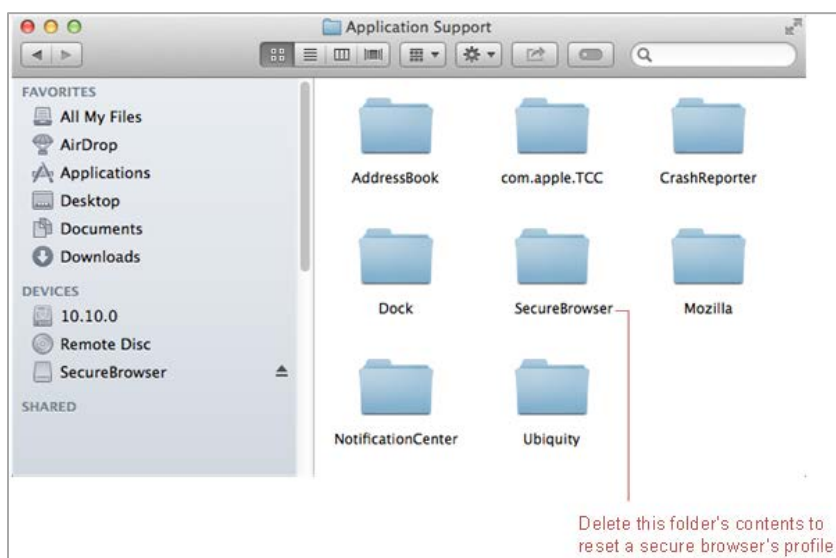 Application Support
FAVORITES
All My Files
AirDrop
Applications
Desktop
Documents
Downloads
DEVICES
10.10.0
Remote Disc
SecureBrowser
SHARED
AddressBook
com.apple.TCC
CrashReporter
Dock
SecureBrowser
Mozilla
NotificationCenter
Ubiquity
Delete this folder's contents to
reset a secure browser's profile